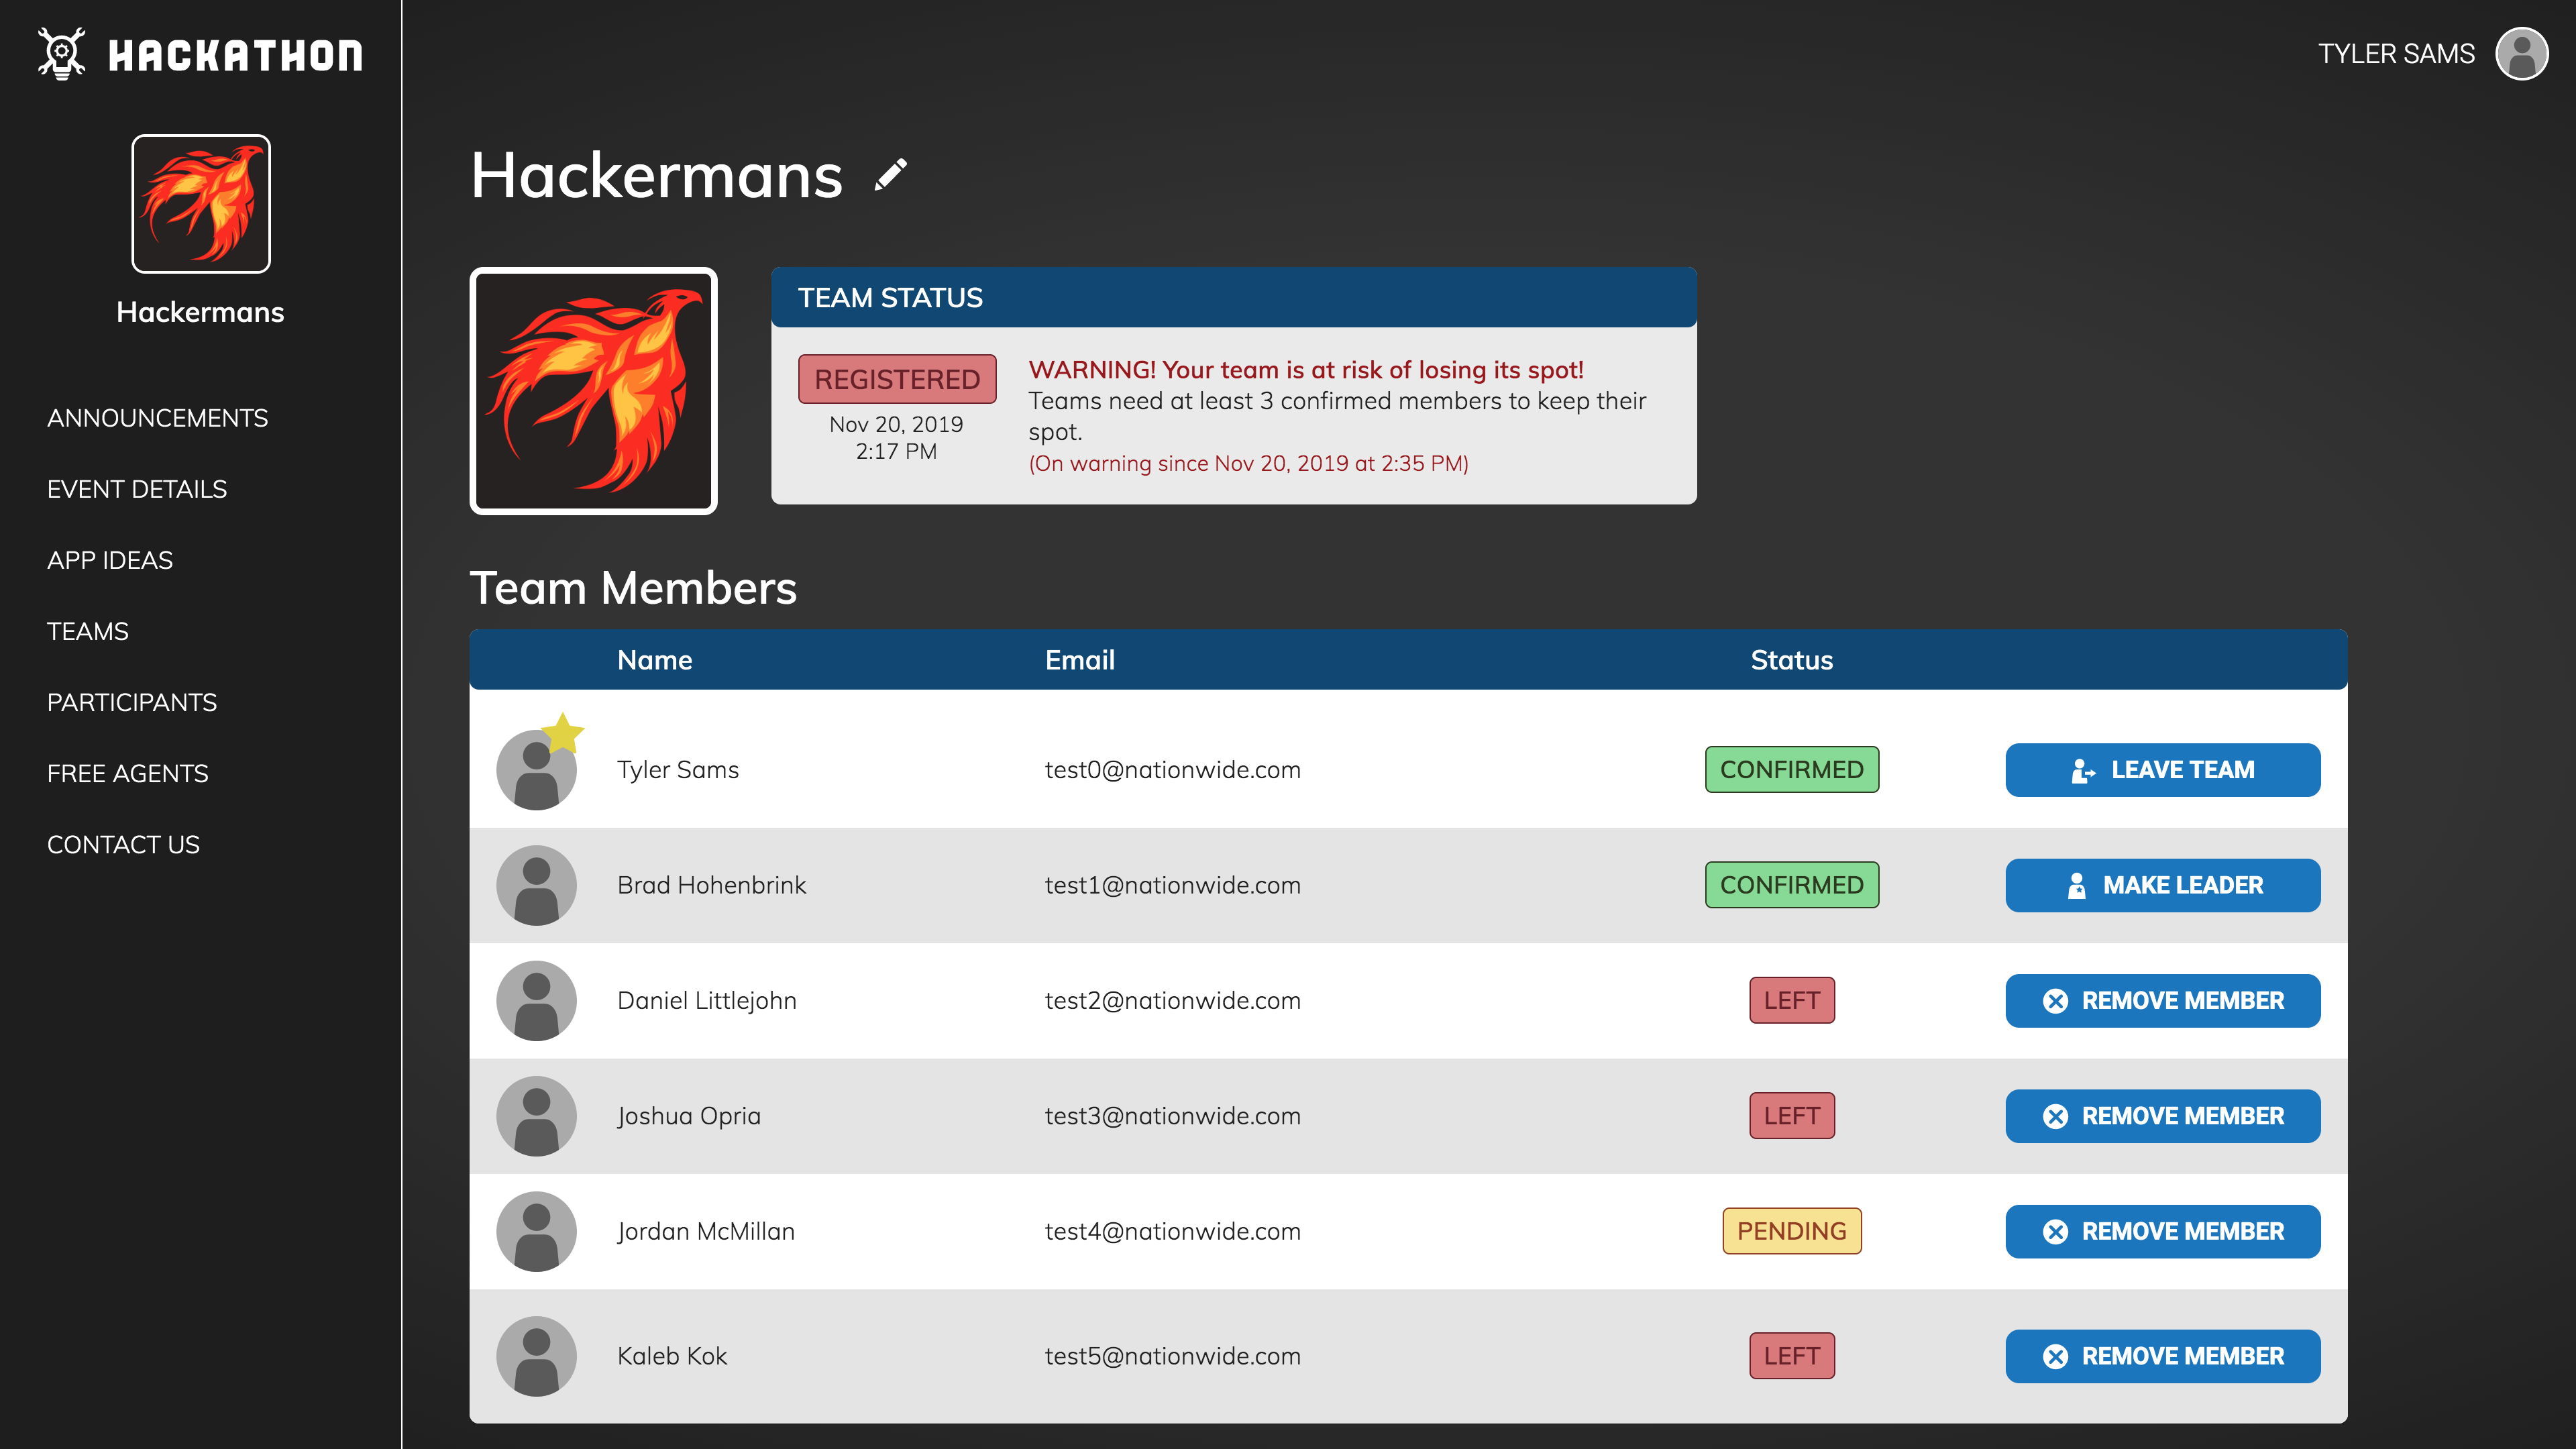 HACKATHON
TYLER SAMS
Hackermans
ANNOUNCEMENTS
EVENT DETAILS
APP IDEAS
TEAMS
PARTICIPANTS
FREE AGENTS
CONTACT US
Hackermans
TEAM STATUS
REGISTERED
Nov 20, 2019
2:17 PM
WARNING! Your team is at risk of losing its spot!
Teams need at least 3 confirmed members to keep their
spot.
(On warning since Nov 20, 2019 at 2:35 PM)
Team Members
Name Email Status
Tyler Sams test0@nationwide.com CONFIRMED LEAVE TEAM
Brad Hohenbrink test1@nationwide.com CONFIRMED MAKE LEADER
Daniel Littlejohn test2@nationwide.com LEFT REMOVE MEMBER
Joshua Opria test3@nationwide.com LEFT REMOVE MEMBER
Jordan McMillan test4@nationwide.com PENDING REMOVE MEMBER
Kaleb Kok test5@nationwide.com LEFT REMOVE MEMBER